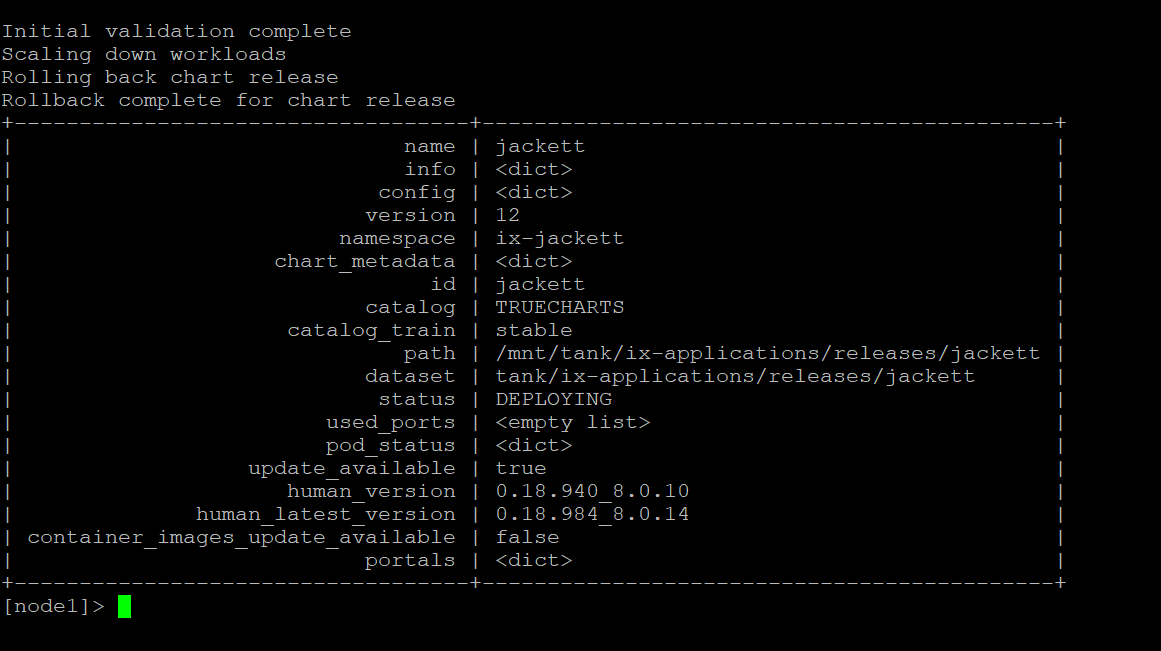 Initial validation complete
Scaling down workloads
Rolling back chart release
Rollback complete for chart release
+-----------------------------------+--------------------------------------------+
|                              name | jackett                                    |
|                              info | <dict>                                     |
|                            config | <dict>                                     |
|                           version | 12                                         |
|                         namespace | ix-jackett                                 |
|                    chart_metadata | <dict>                                     |
|                                id | jackett                                    |
|                           catalog | TRUECHARTS                                 |
|                     catalog_train | stable                                     |
|                              path | /mnt/tank/ix-applications/releases/jackett |
|                           dataset | tank/ix-applications/releases/jackett      |
|                            status | DEPLOYING                                  |
|                        used_ports | <empty list>                               |
|                        pod_status | <dict>                                     |
|                  update_available | true                                       |
|                     human_version | 0.18.940_8.0.10                            |
|              human_latest_version | 0.18.984_8.0.14                            |
| container_images_update_available | false                                      |
|                           portals | <dict>                                     |
+-----------------------------------+--------------------------------------------+
[node1]>